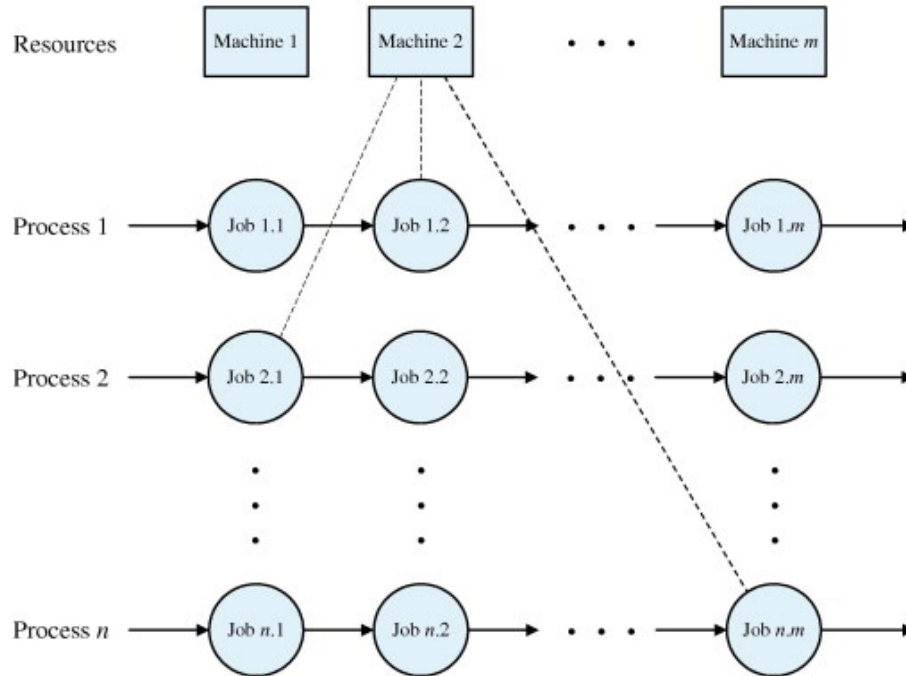 Resources Machine 1 Machine 2 Machine m
Process 1 Job 1.1 Job 1.2 Job 1.m
Process 2 Job 2.1 Job 2.2 Job 2.m
Process n Job n.1 Job n.2 Job n.m